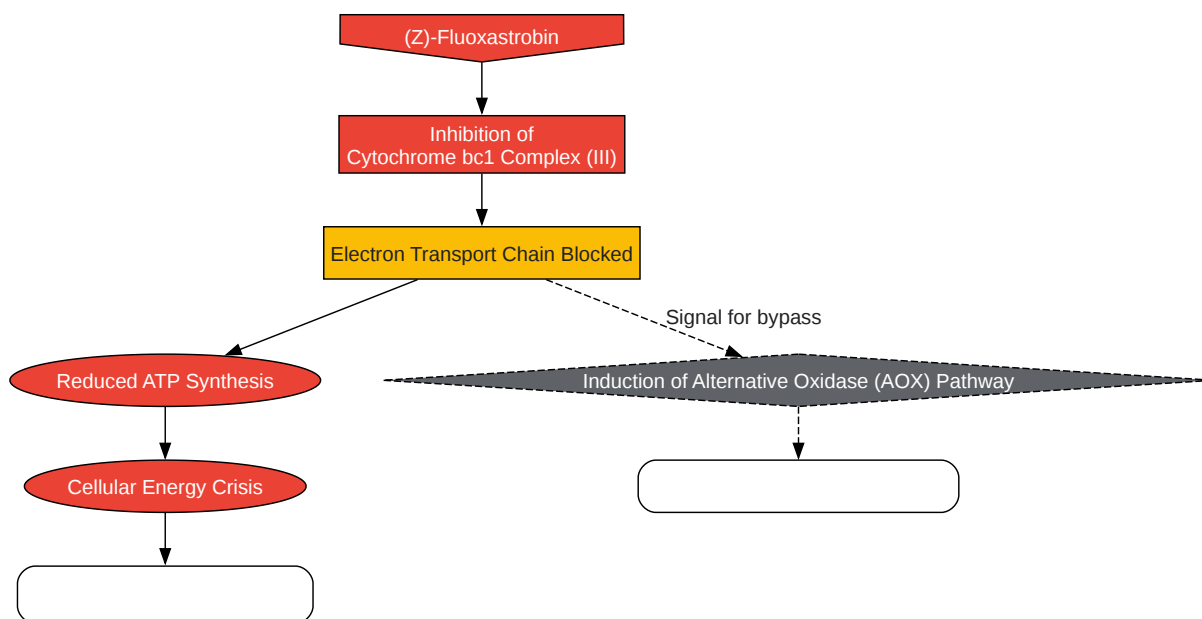 (Z)-Fluoxastrobin
Inhibition of
Cytochrome bc1 Complex (III)
Electron Transport Chain Blocked
Signal for bypass
Reduced ATP Synthesis
Induction of Alternative Oxidase (AOX) Pathway
Cellular Energy Crisis